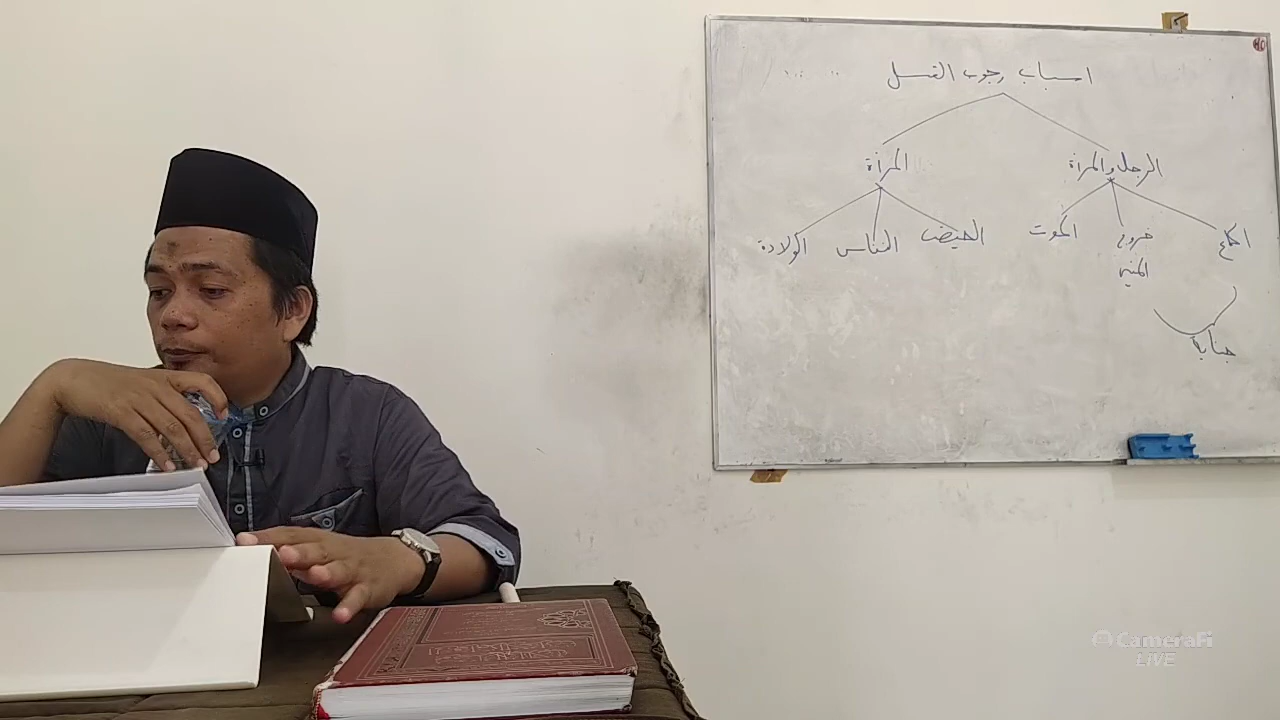 اسباب وجوب الغسل
الرجل والمرأة
المرأة
الجماع
خروج
المني
الموت
الحيض
النفاس
الولادة
جنابة
CameraFi
LiVE